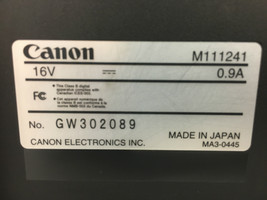 Canon
M111241
16V
0.9A
This Class B digital
apparatus complies with
Canadian ICES-003.
FC
Cet appareil numérique de
la classe B est conforme à la
norme NMB-003 du Canada.
No. GW302089
MADE IN JAPAN
CANON ELECTRONICS INC.
MA3-0445